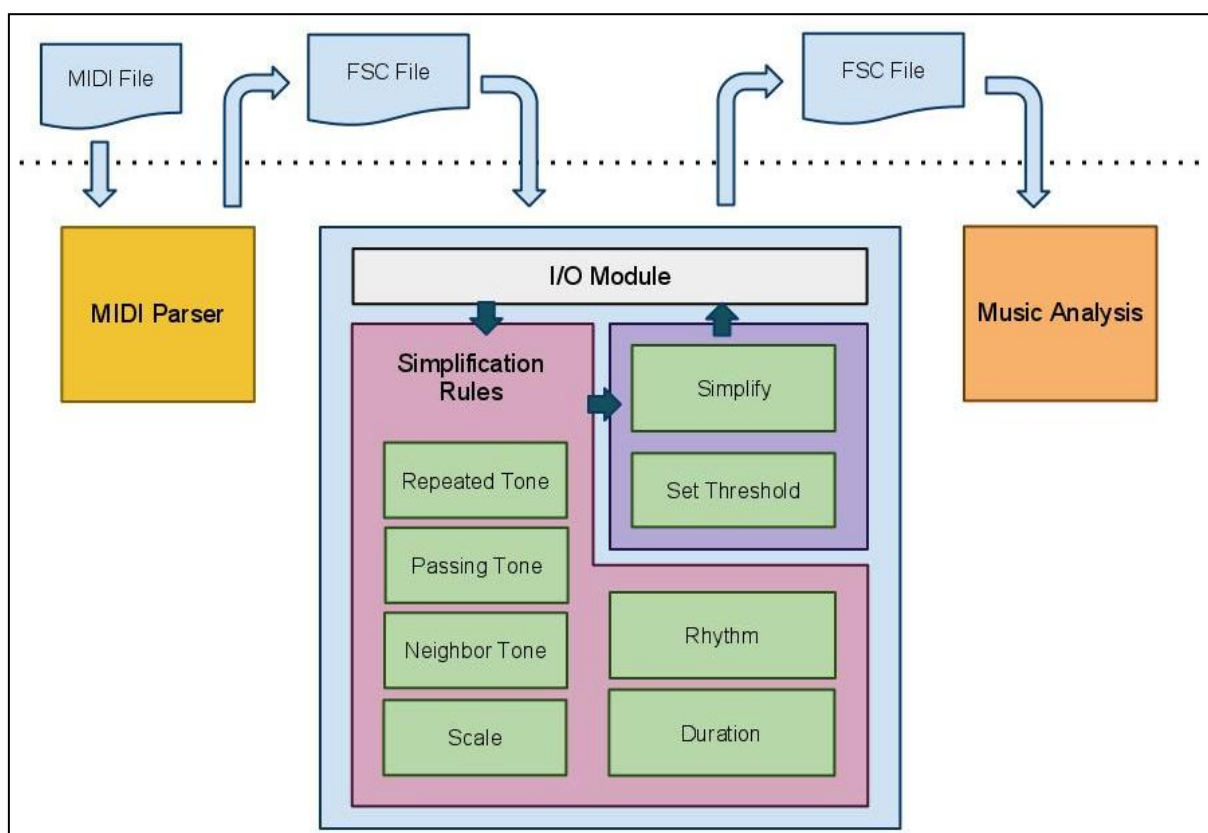 MIDI File
FSC File
FSC File
MIDI Parser
I/O Module
Music Analysis
Simplification
Rules
Simplify
Repeated Tone
Set Threshold
Passing Tone
Neighbor Tone
Rhythm
Scale
Duration